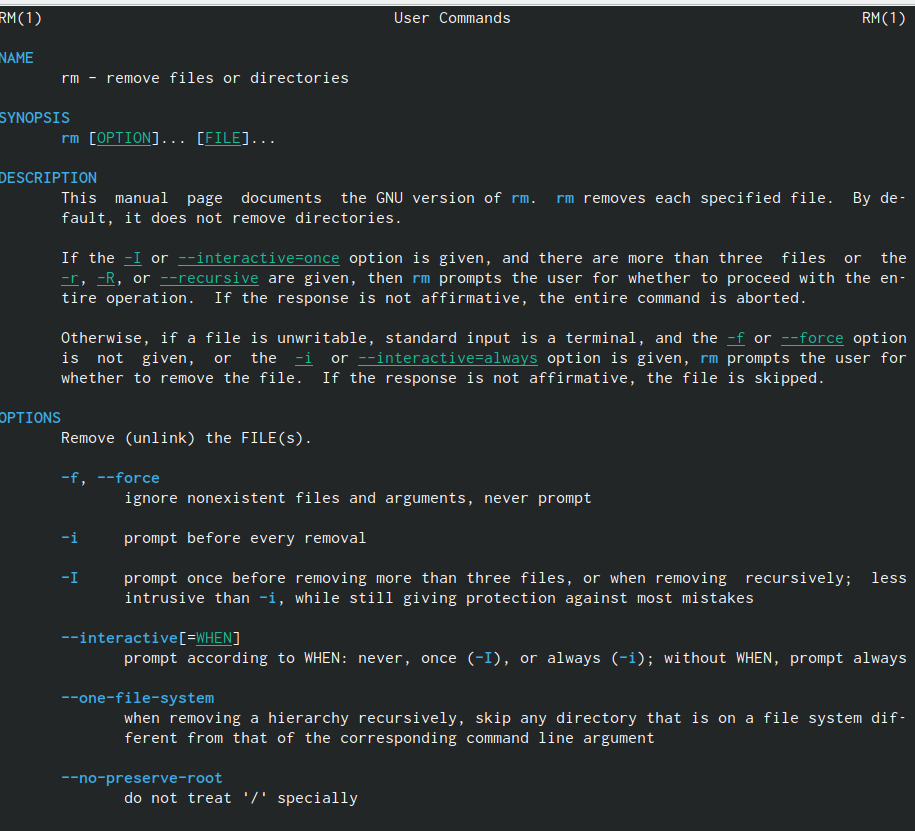 RM(1) User Commands RM(1)
NAME
rm - remove files or directories
SYNOPSIS
rm [OPTION]... [FILE]...
DESCRIPTION
This manual page documents the GNU version of rm. rm removes each specified file. By de-
fault, it does not remove directories.
If the -I or --interactive=once option is given, and there are more than three files or the
-r, -R, or --recursive are given, then rm prompts the user for whether to proceed with the en-
tire operation. If the response is not affirmative, the entire command is aborted.
Otherwise, if a file is unwritable, standard input is a terminal, and the -f or --force option
is not given, or the -i or --interactive=always option is given, rm prompts the user for
whether to remove the file. If the response is not affirmative, the file is skipped.
OPTIONS
Remove (unlink) the FILE(s).
-f, --force
ignore nonexistent files and arguments, never prompt
-i prompt before every removal
-I prompt once before removing more than three files, or when removing recursively; less
intrusive than -i, while still giving protection against most mistakes
--interactive[=WHEN]
prompt according to WHEN: never, once (-I), or always (-i); without WHEN, prompt always
--one-file-system
when removing a hierarchy recursively, skip any directory that is on a file system dif-
ferent from that of the corresponding command line argument
--no-preserve-root
do not treat '/' specially